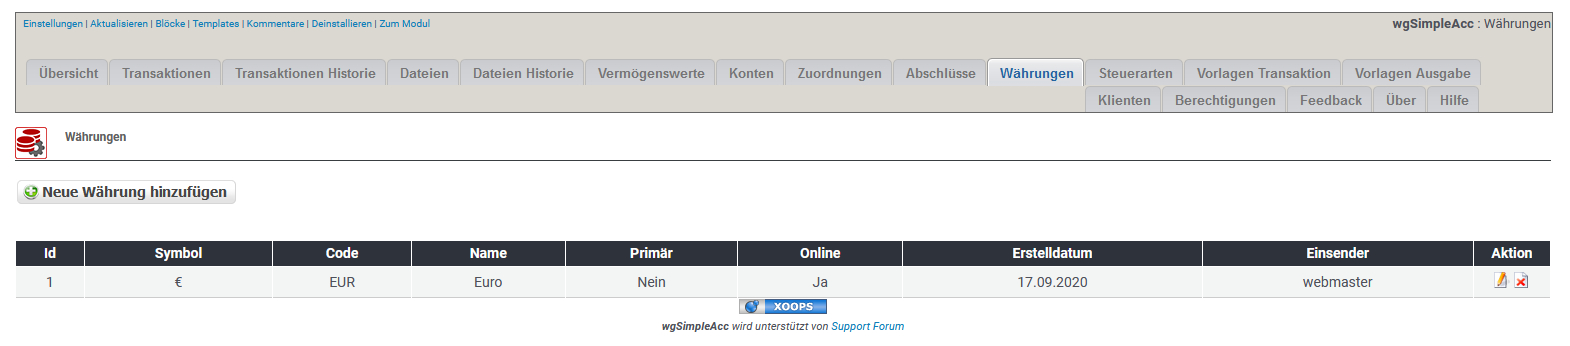 Einstellungen | Aktualisieren | Blöcke | Templates | Kommentare | Deinstallieren | Zum Modul
wgSimpleAcc : Währungen
Übersicht Transaktionen Transaktionen Historie Dateien Dateien Historie Vermögenswerte Konten Zuordnungen Abschlüsse Währungen Steuerarten Vorlagen Transaktion Vorlagen Ausgabe
Klienten Berechtigungen Feedback Über Hilfe
Währungen
Neue Währung hinzufügen
Id Symbol Code Name Primär Online Erstelldatum Einsender Aktion
1 € EUR Euro Nein Ja 17.09.2020 webmaster
XOOPS
wgSimpleAcc wird unterstützt von Support Forum